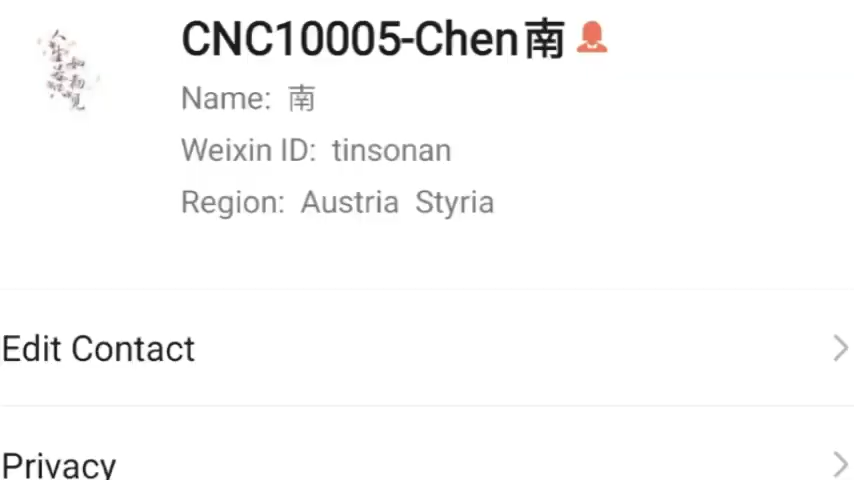 CNC10005-Chen南
Name: 南
Weixin ID: tinsonan
Region: Austria Styria
Edit Contact
Privacy